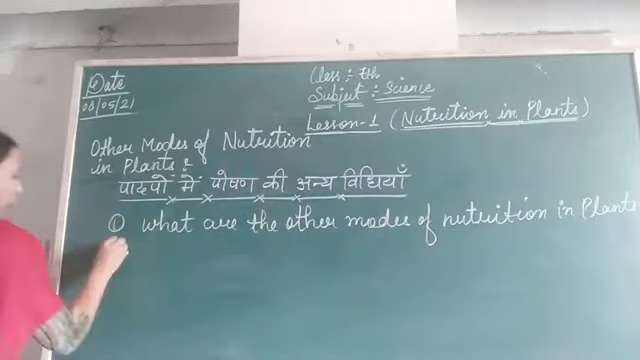 Date
08/05/21
Class : 7th
Subject : Science
Lesson-1 (Nutrition in Plants)
Other Modes of Nutrition
in Plants :
पादपों में पोषण की अन्य विधियाँ
① what are the other modes of nutrition in Plants